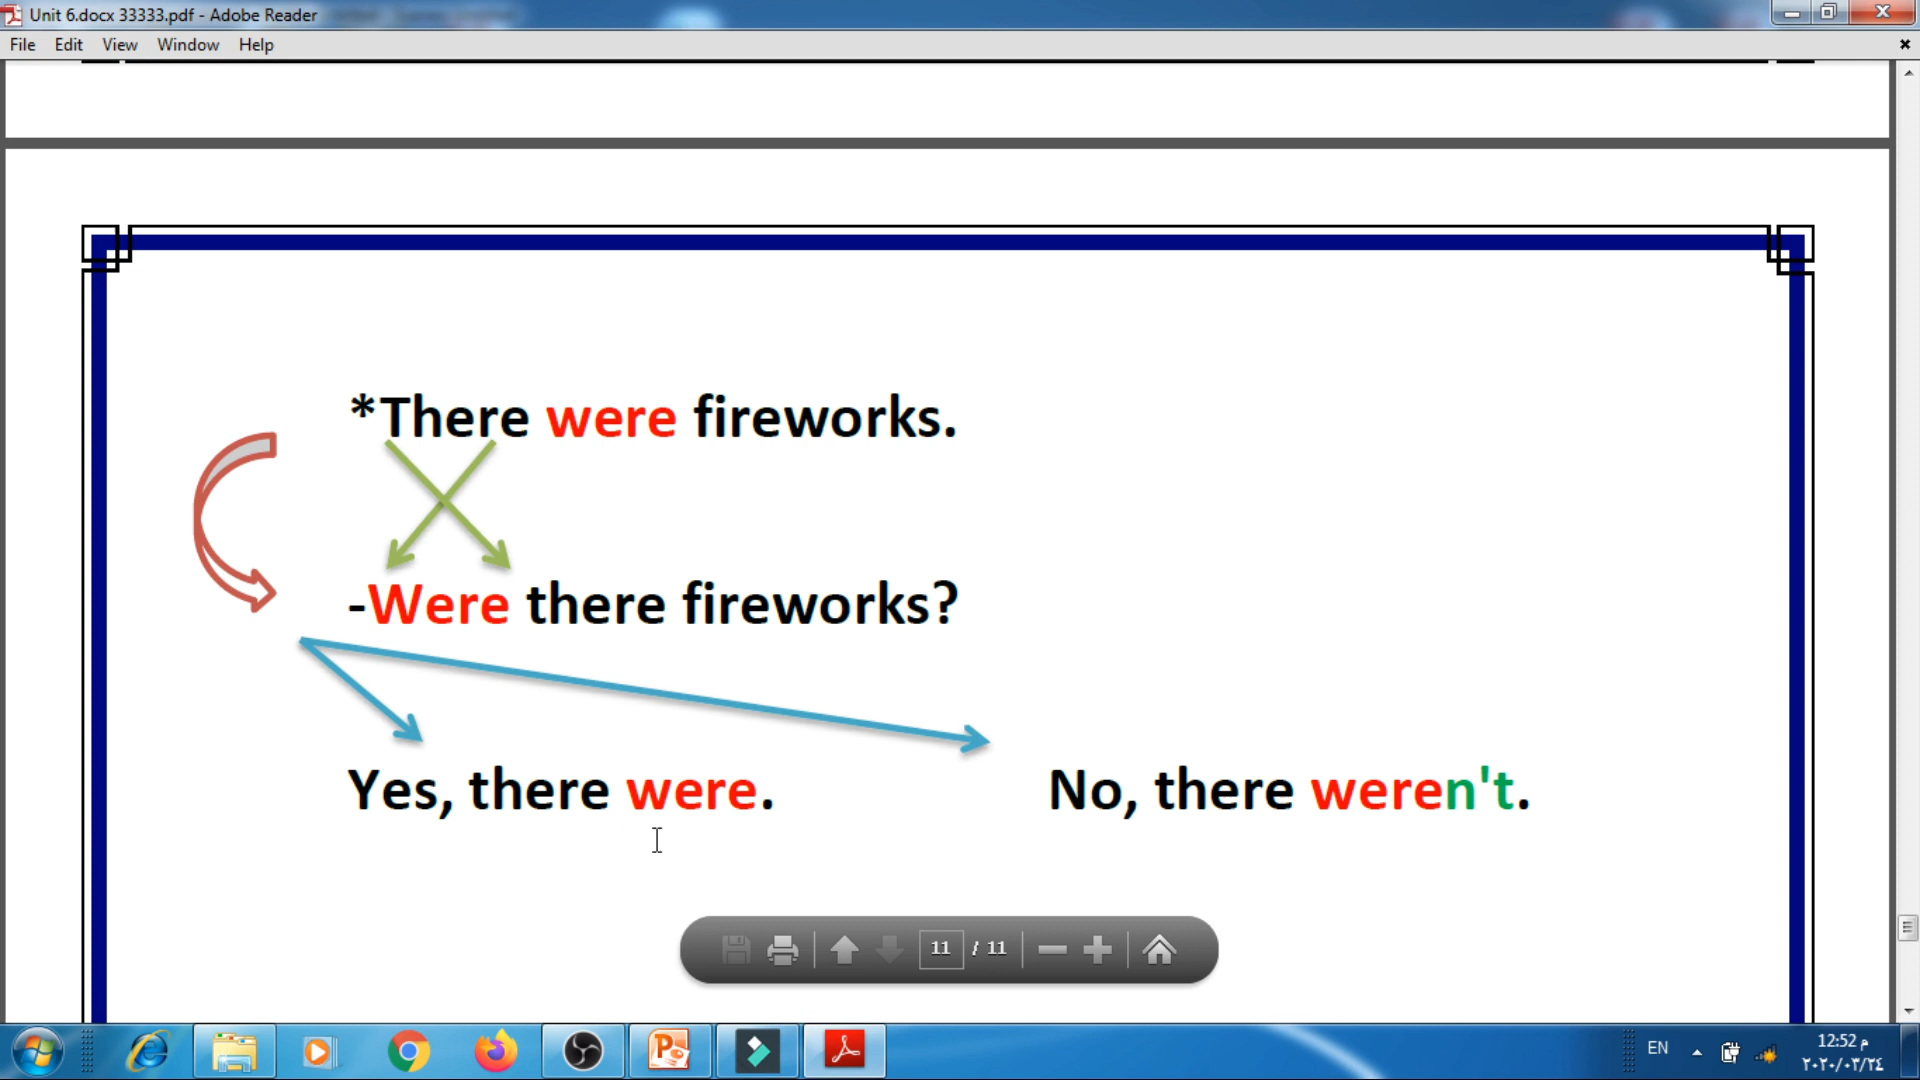 Unit 6.docx 33333.pdf - Adobe Reader
File Edit View Window Help
*There were fireworks.
-Were there fireworks?
Yes, there were. No, there weren't.
11 / 11
EN
12:52 م
٢٠٢٠/٠٣/٢٤